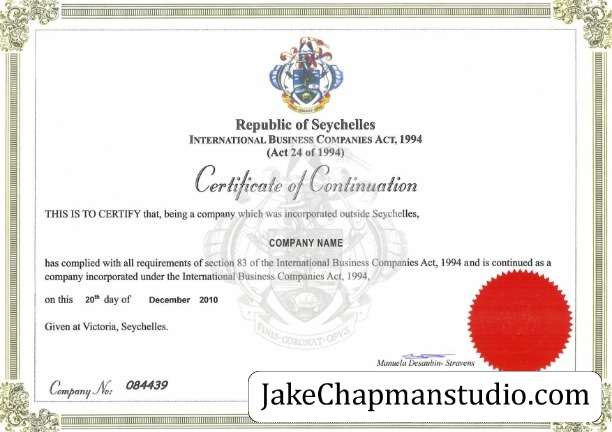 Republic of Seychelles
INTERNATIONAL BUSINESS COMPANIES ACT, 1994
(Act 24 of 1994)
Certificate of Continuation
THIS IS TO CERTIFY that, being a company which was incorporated outside Seychelles,
COMPANY NAME
has complied with all requirements of section 83 of the International Business Companies Act, 1994 and is continued as a
company incorporated under the International Business Companies Act, 1994,
on this 20th day of December 2010
FINIS CORONAT OPVS
Given at Victoria, Seychelles.
Manuela Desaubin- Stravens
Company No: 084439
JakeChapmanstudio.com